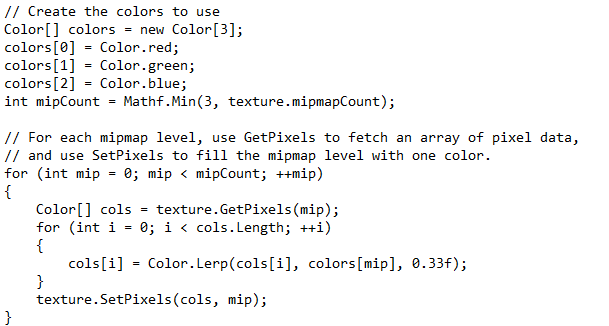 // Create the colors to use
Color[] colors = new Color[3];
colors[0] = Color.red;
colors[1] = Color.green;
colors[2] = Color.blue;
int mipCount = Mathf.Min(3, texture.mipmapCount);

// For each mipmap level, use GetPixels to fetch an array of pixel data,
// and use SetPixels to fill the mipmap level with one color.
for (int mip = 0; mip < mipCount; ++mip)
{
    Color[] cols = texture.GetPixels(mip);
    for (int i = 0; i < cols.Length; ++i)
    {
        cols[i] = Color.Lerp(cols[i], colors[mip], 0.33f);
    }
    texture.SetPixels(cols, mip);
}